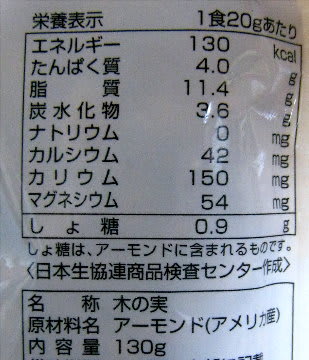 栄養表示 1食20gあたり
エネルギー 130 kcal
たんぱく質 4.0 g
脂質 11.4 g
炭水化物 3.6 g
ナトリウム 0 mg
カルシウム 42 mg
カリウム 150 mg
マグネシウム 54 mg
しょ糖 0.9 g
しょ糖は、アーモンドに含まれるものです。
〈日本生協連商品検査センター作成〉
名称 木の実
原材料名 アーモンド(アメリカ産)
内容量 130g